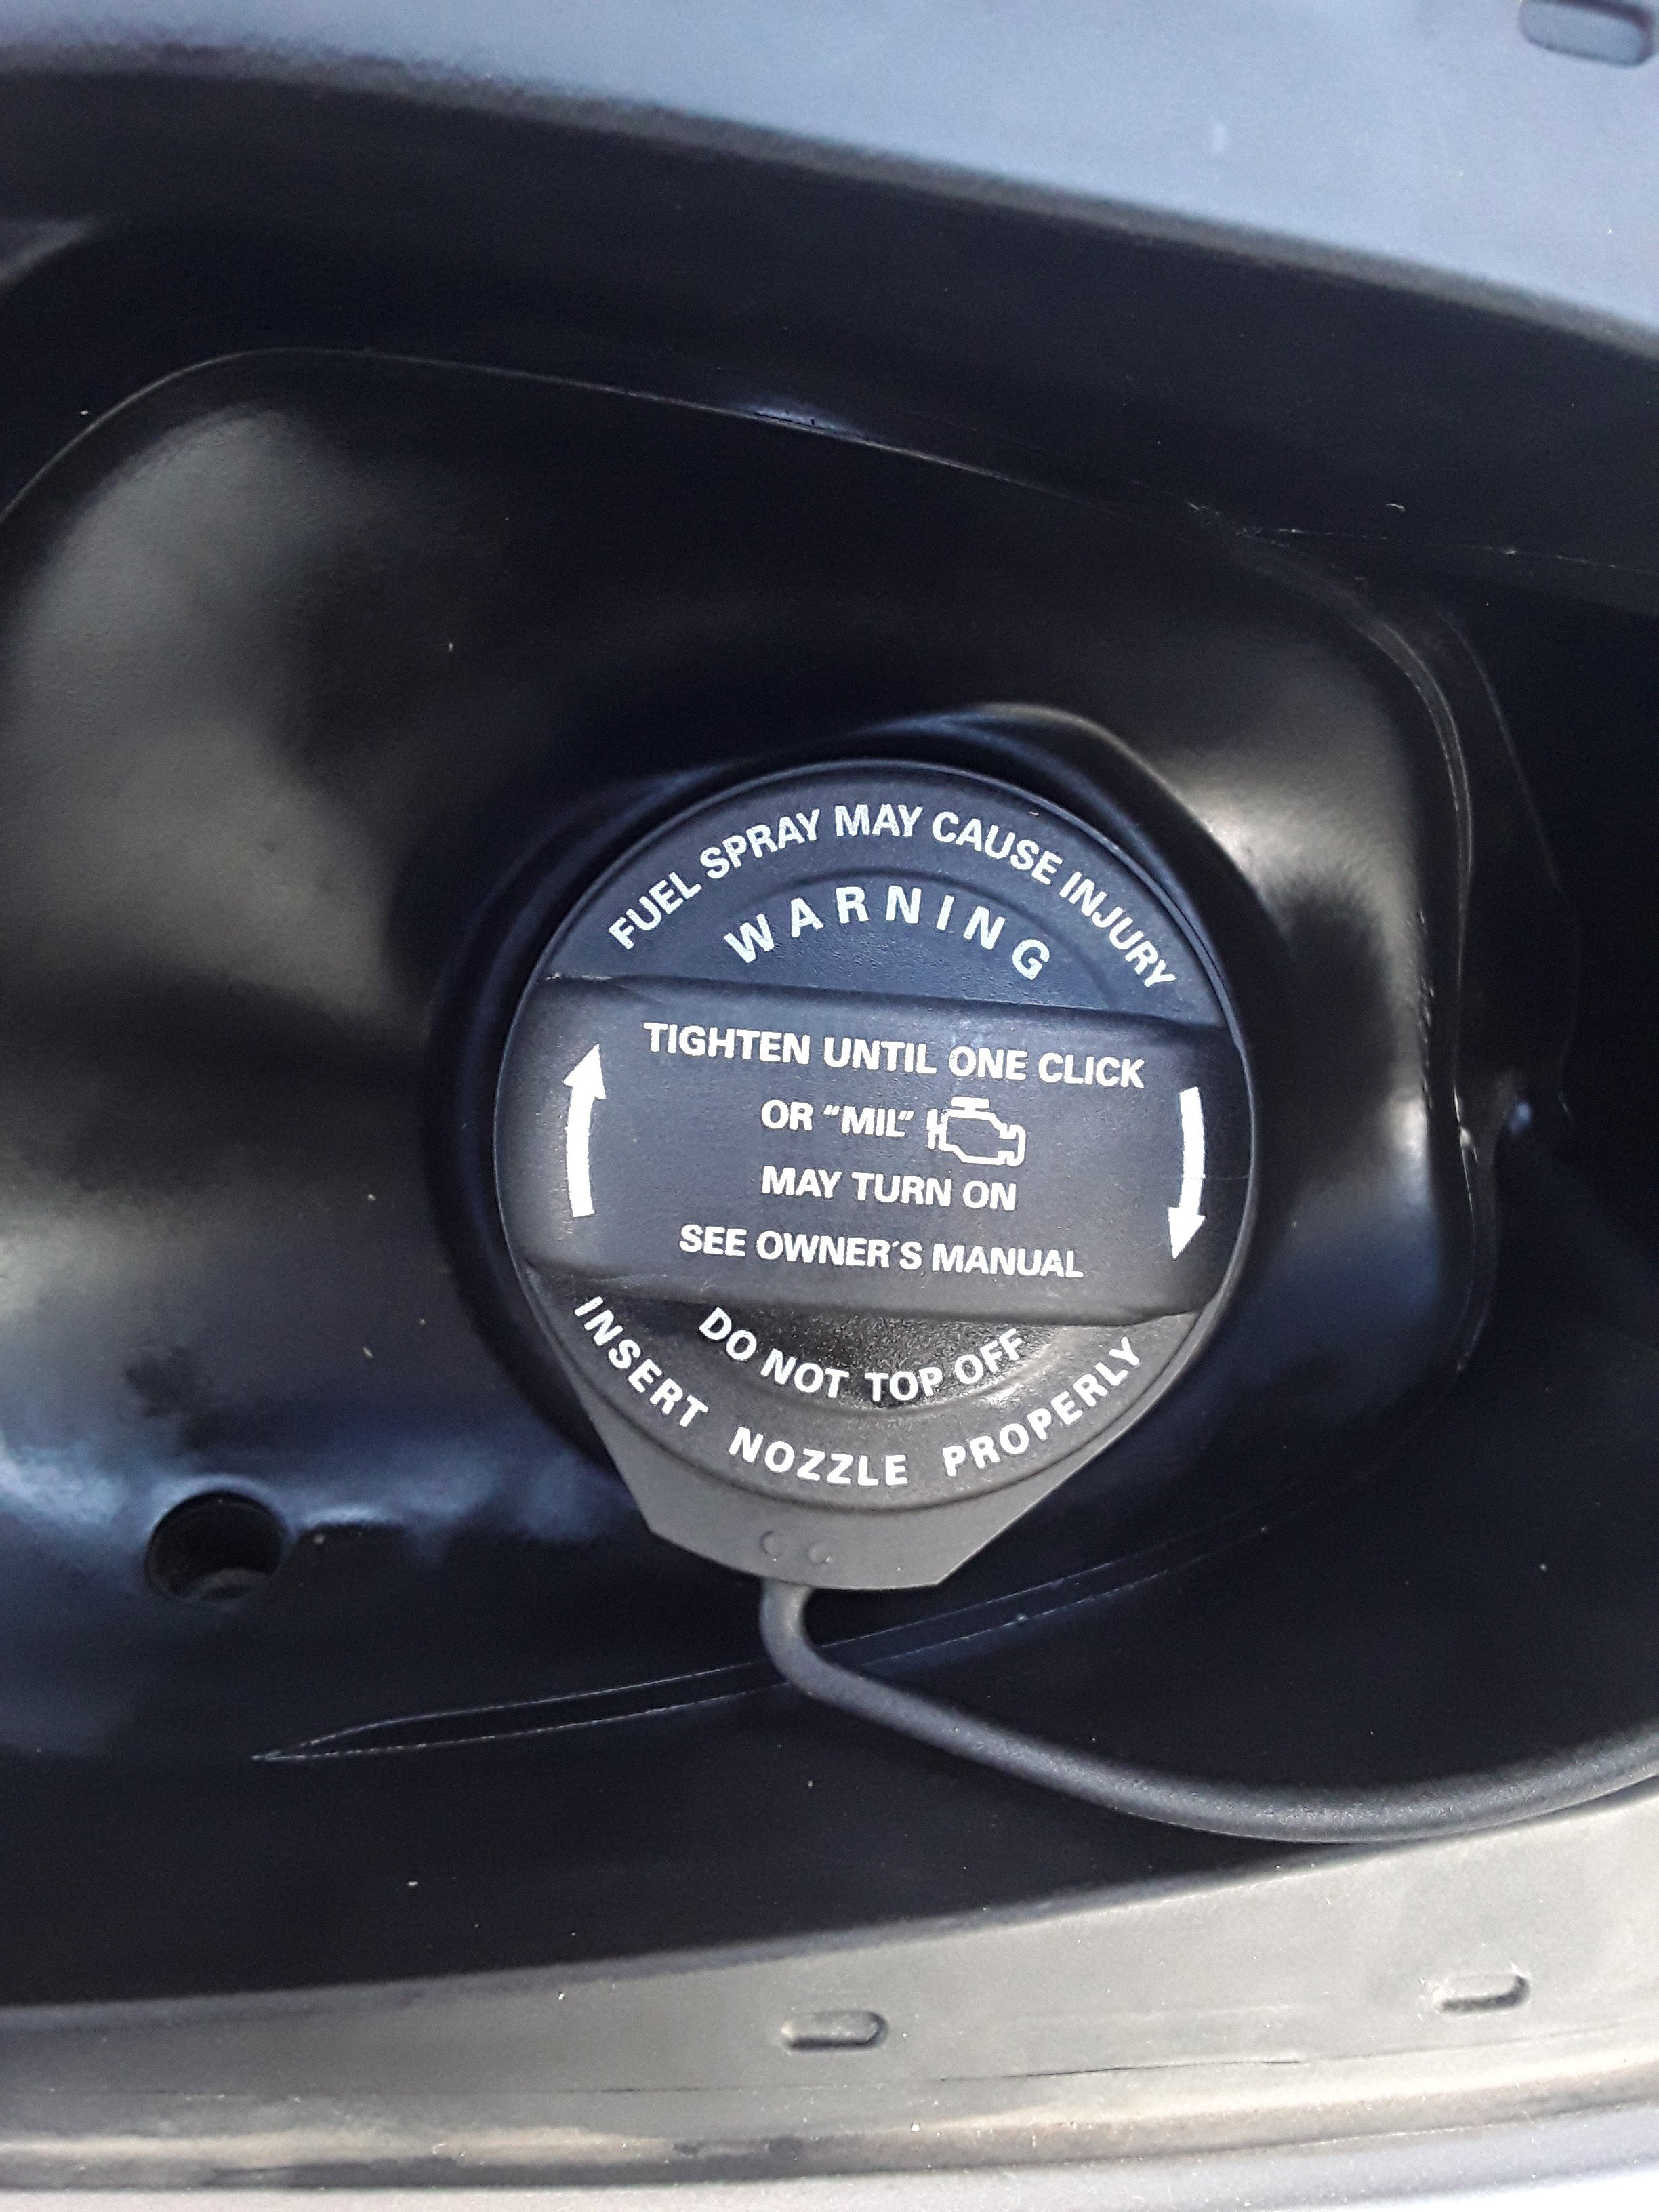 FUEL SPRAY MAY CAUSE INJURY
WARNING
TIGHTEN UNTIL ONE CLICK
OR “MIL”
MAY TURN ON
SEE OWNER´S MANUAL
DO NOT TOP OFF
INSERT NOZZLE PROPERLY